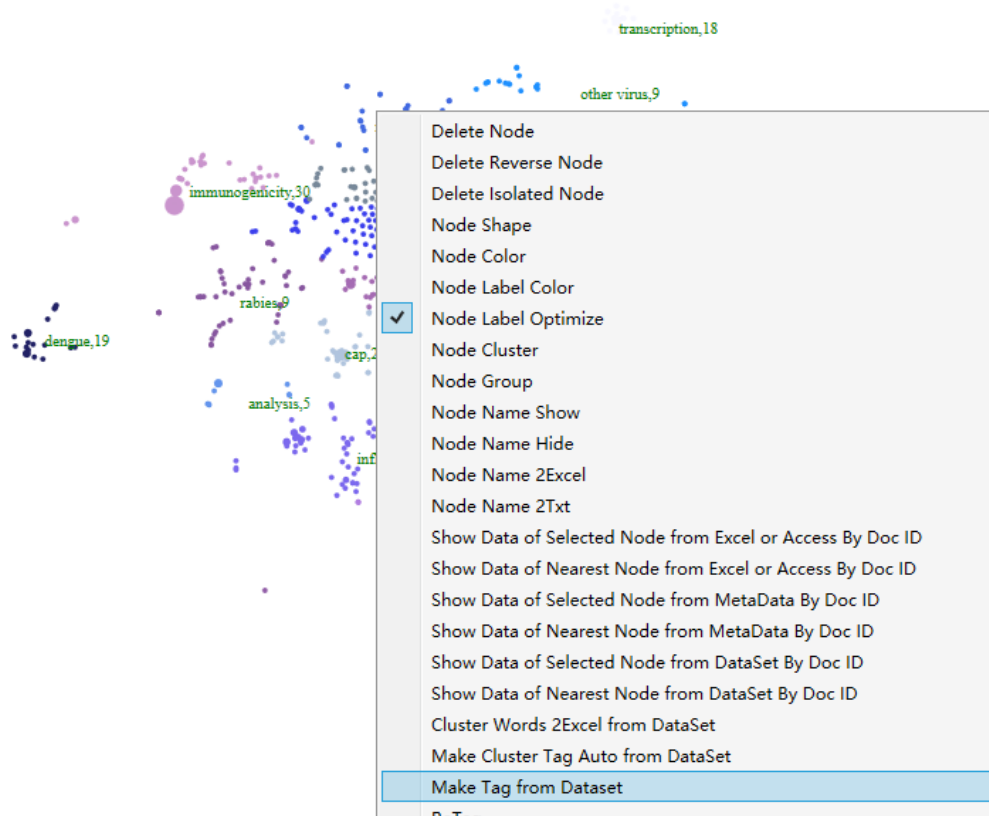 transcription,18
other virus,9
immunogenicity,30
rabies,9
dengue,19
cap,2
analysis,5
inf
Delete Node
Delete Reverse Node
Delete Isolated Node
Node Shape
Node Color
Node Label Color
Node Label Optimize
Node Cluster
Node Group
Node Name Show
Node Name Hide
Node Name 2Excel
Node Name 2Txt
Show Data of Selected Node from Excel or Access By Doc ID
Show Data of Nearest Node from Excel or Access By Doc ID
Show Data of Selected Node from MetaData By Doc ID
Show Data of Nearest Node from MetaData By Doc ID
Show Data of Selected Node from DataSet By Doc ID
Show Data of Nearest Node from DataSet By Doc ID
Cluster Words 2Excel from DataSet
Make Cluster Tag Auto from DataSet
Make Tag from Dataset